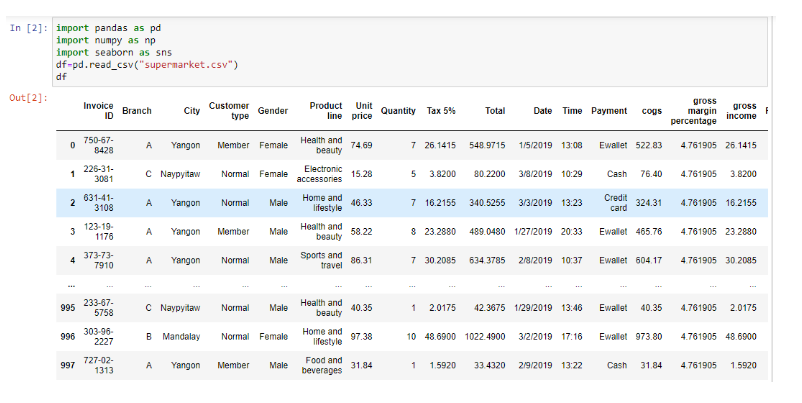 In [2]: import pandas as pd
import numpy as np
import seaborn as sns
df=pd.read_csv("supermarket.csv")
df
Out[2]:
Invoice ID Branch City Customer type Gender Product line Unit price Quantity Tax 5% Total Date Time Payment cogs gross margin percentage gross income
0 750-67-8428 A Yangon Member Female Health and beauty 74.69 7 26.1415 548.9715 1/5/2019 13:08 Ewallet 522.83 4.761905 26.1415
1 226-31-3081 C Naypyitaw Normal Female Electronic accessories 15.28 5 3.8200 80.2200 3/8/2019 10:29 Cash 76.40 4.761905 3.8200
2 631-41-3108 A Yangon Normal Male Home and lifestyle 46.33 7 16.2155 340.5255 3/3/2019 13:23 Credit card 324.31 4.761905 16.2155
3 123-19-1176 A Yangon Member Male Health and beauty 58.22 8 23.2880 489.0480 1/27/2019 20:33 Ewallet 465.76 4.761905 23.2880
4 373-73-7910 A Yangon Normal Male Sports and travel 86.31 7 30.2085 634.3785 2/8/2019 10:37 Ewallet 604.17 4.761905 30.2085
... ... ... ... ... ... ... ... ... ... ... ... ... ... ... ... ...
995 233-67-5758 C Naypyitaw Normal Male Health and beauty 40.35 1 2.0175 42.3675 1/29/2019 13:46 Ewallet 40.35 4.761905 2.0175
996 303-96-2227 B Mandalay Normal Female Home and lifestyle 97.38 10 48.6900 1022.4900 3/2/2019 17:16 Ewallet 973.80 4.761905 48.6900
997 727-02-1313 A Yangon Member Male Food and beverages 31.84 1 1.5920 33.4320 2/9/2019 13:22 Cash 31.84 4.761905 1.5920